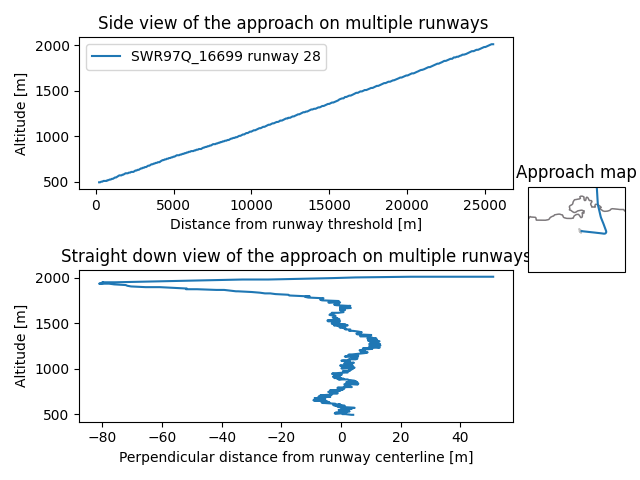 Side view of the approach on multiple runways
Altitude [m]
2000
1500
1000
500
SWR97Q_16699 runway 28
0 5000 10000 15000 20000 25000
Distance from runway threshold [m]
Approach map
Straight down view of the approach on multiple runways
Altitude [m]
2000
1500
1000
500
−80 −60 −40 −20 0 20 40
Perpendicular distance from runway centerline [m]